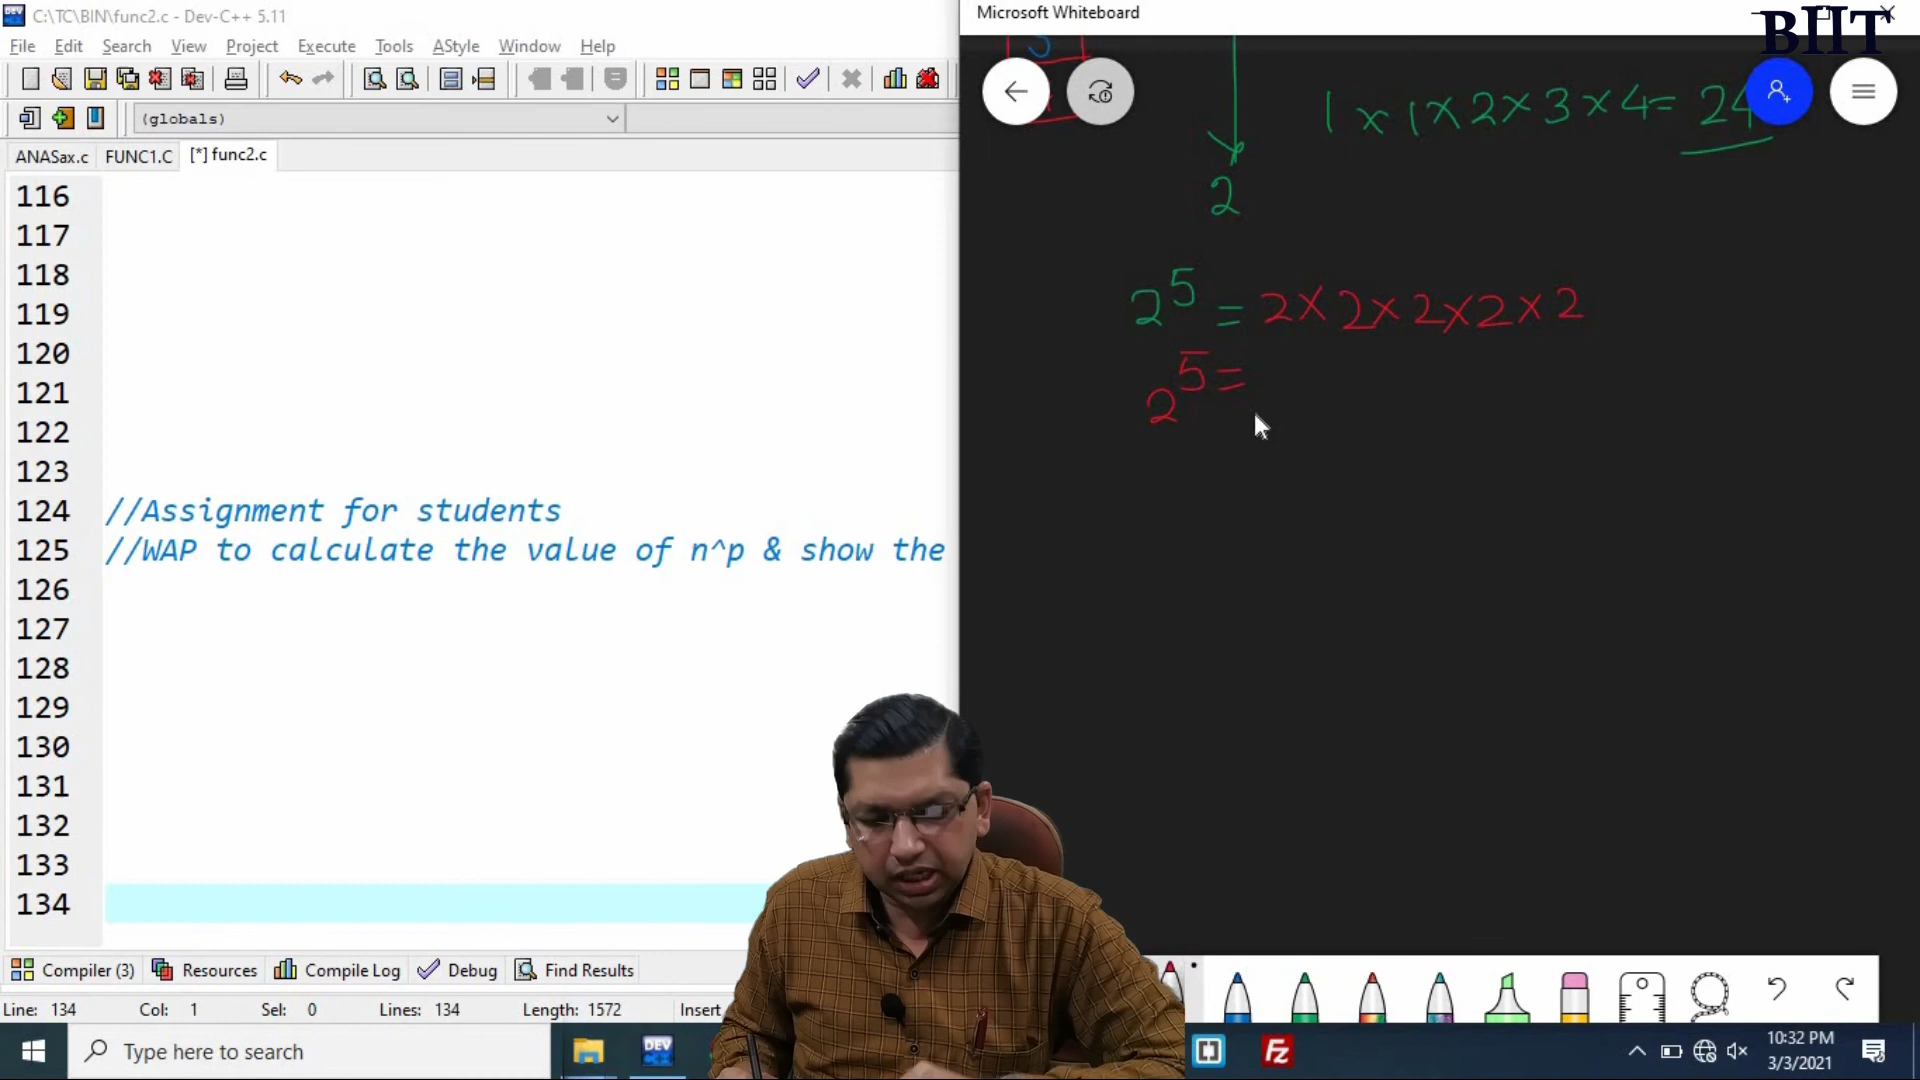 C:\TC\BIN\func2.c - Dev-C++ 5.11
Microsoft Whiteboard
BIIT
File Edit Search View Project Execute Tools AStyle Window Help
(globals)
ANASax.c FUNC1.C [*] func2.c
116
117
118
119
120
121
122
123
124 //Assignment for students
125 //WAP to calculate the value of n^p & show the
126
127
128
129
130
131
132
133
134
1 × 1 × 2 × 3 × 4 = 24
2
2^5 = 2 × 2 × 2 × 2 × 2
2^5 =
Compiler (3) Resources Compile Log Debug Find Results
Line: 134 Col: 1 Sel: 0 Lines: 134 Length: 1572 Insert
Type here to search
DEV
Fz
10:32 PM
3/3/2021